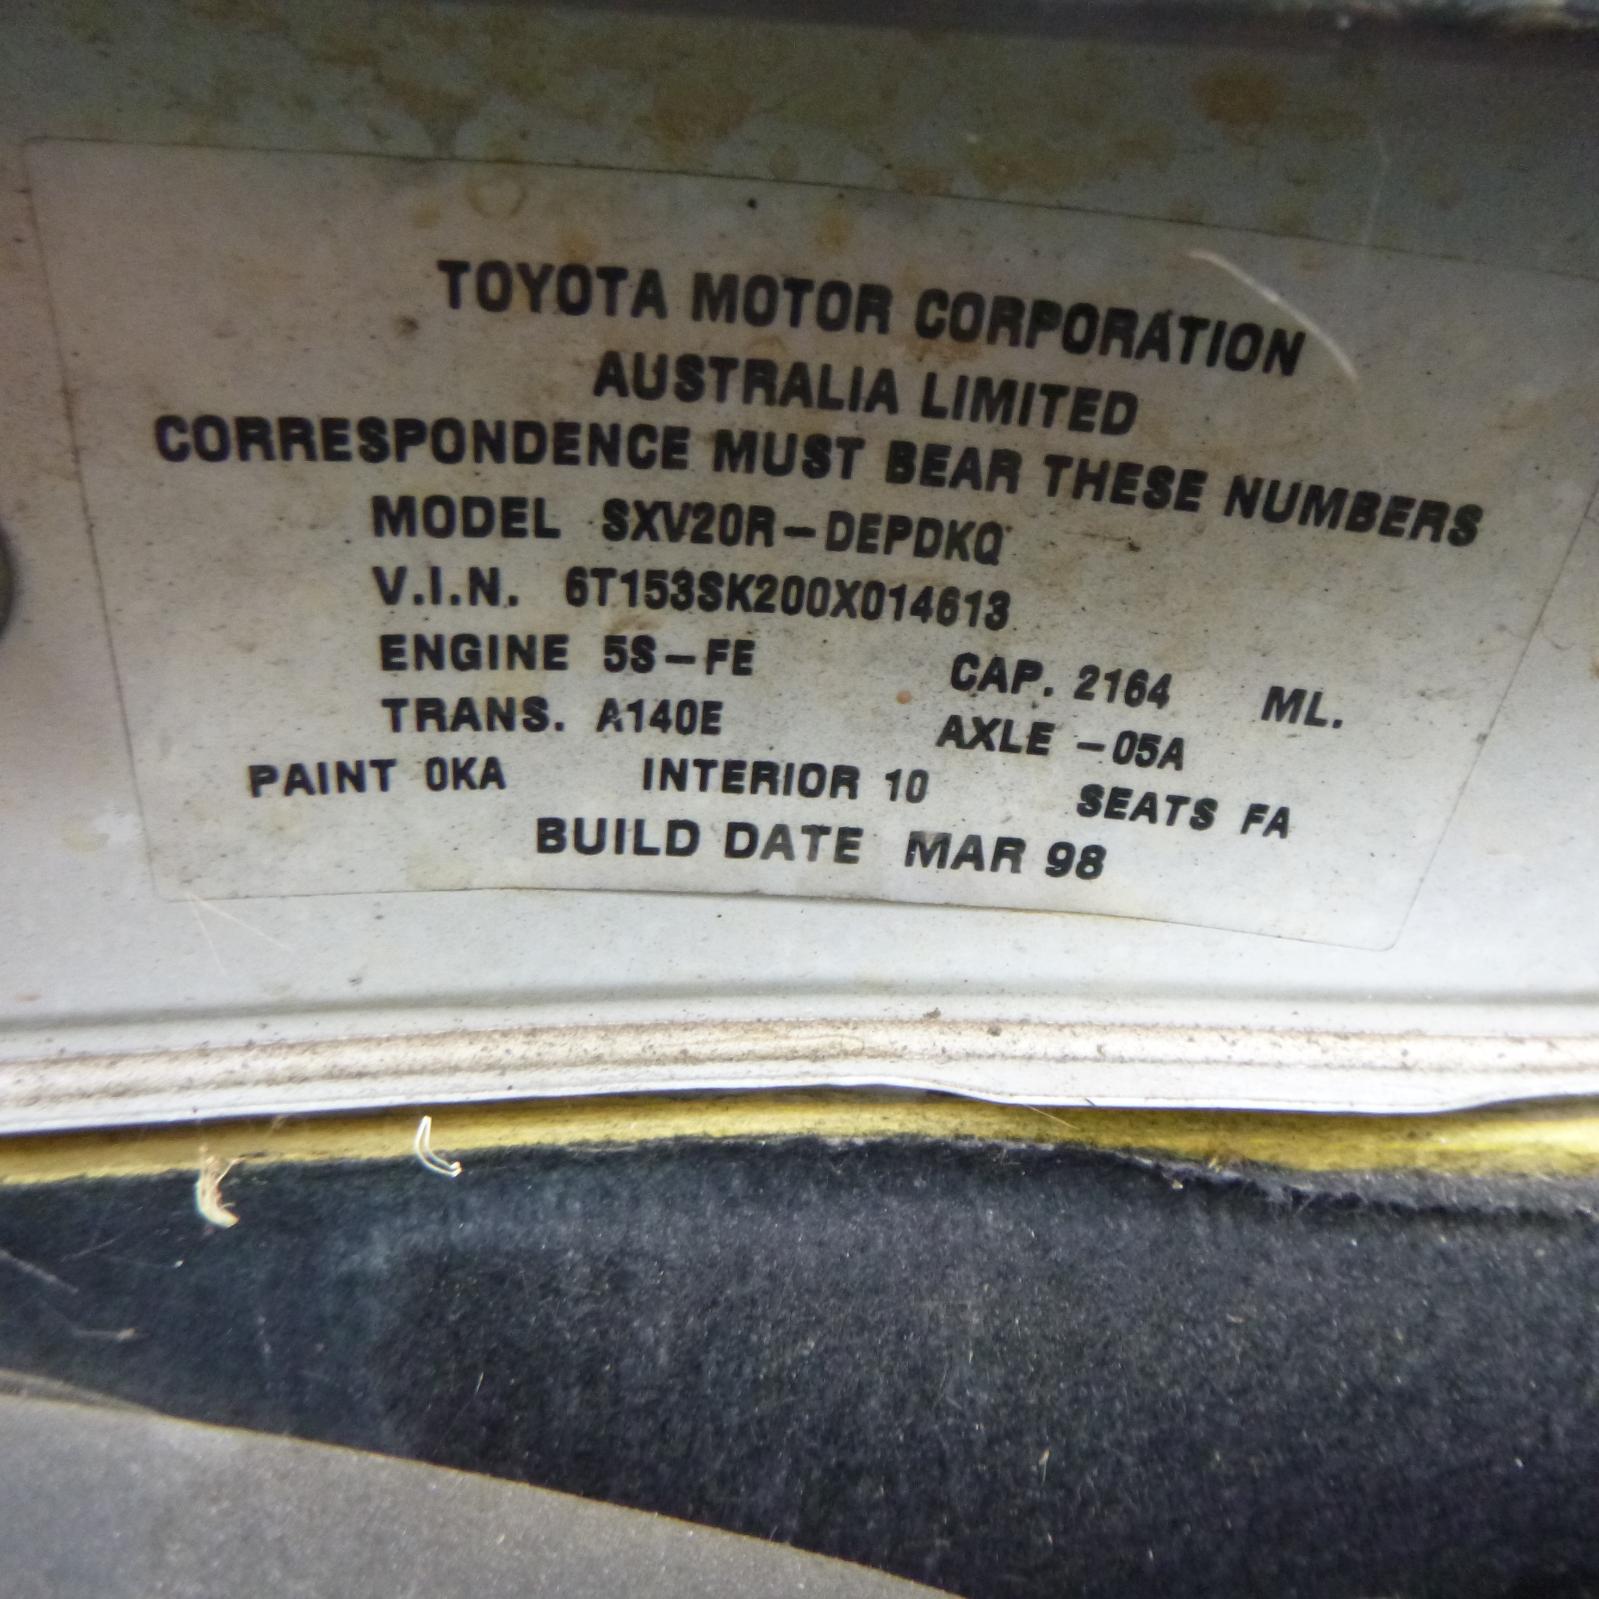 TOYOTA MOTOR CORPORATION
AUSTRALIA LIMITED
CORRESPONDENCE MUST BEAR THESE NUMBERS
MODEL SXV20R-DEPDKQ
V.I.N. 6T153SK200X014613
ENGINE 5S-FE CAP. 2164 ML.
TRANS. A140E AXLE -05A
PAINT 0KA INTERIOR 10 SEATS FA
BUILD DATE MAR 98